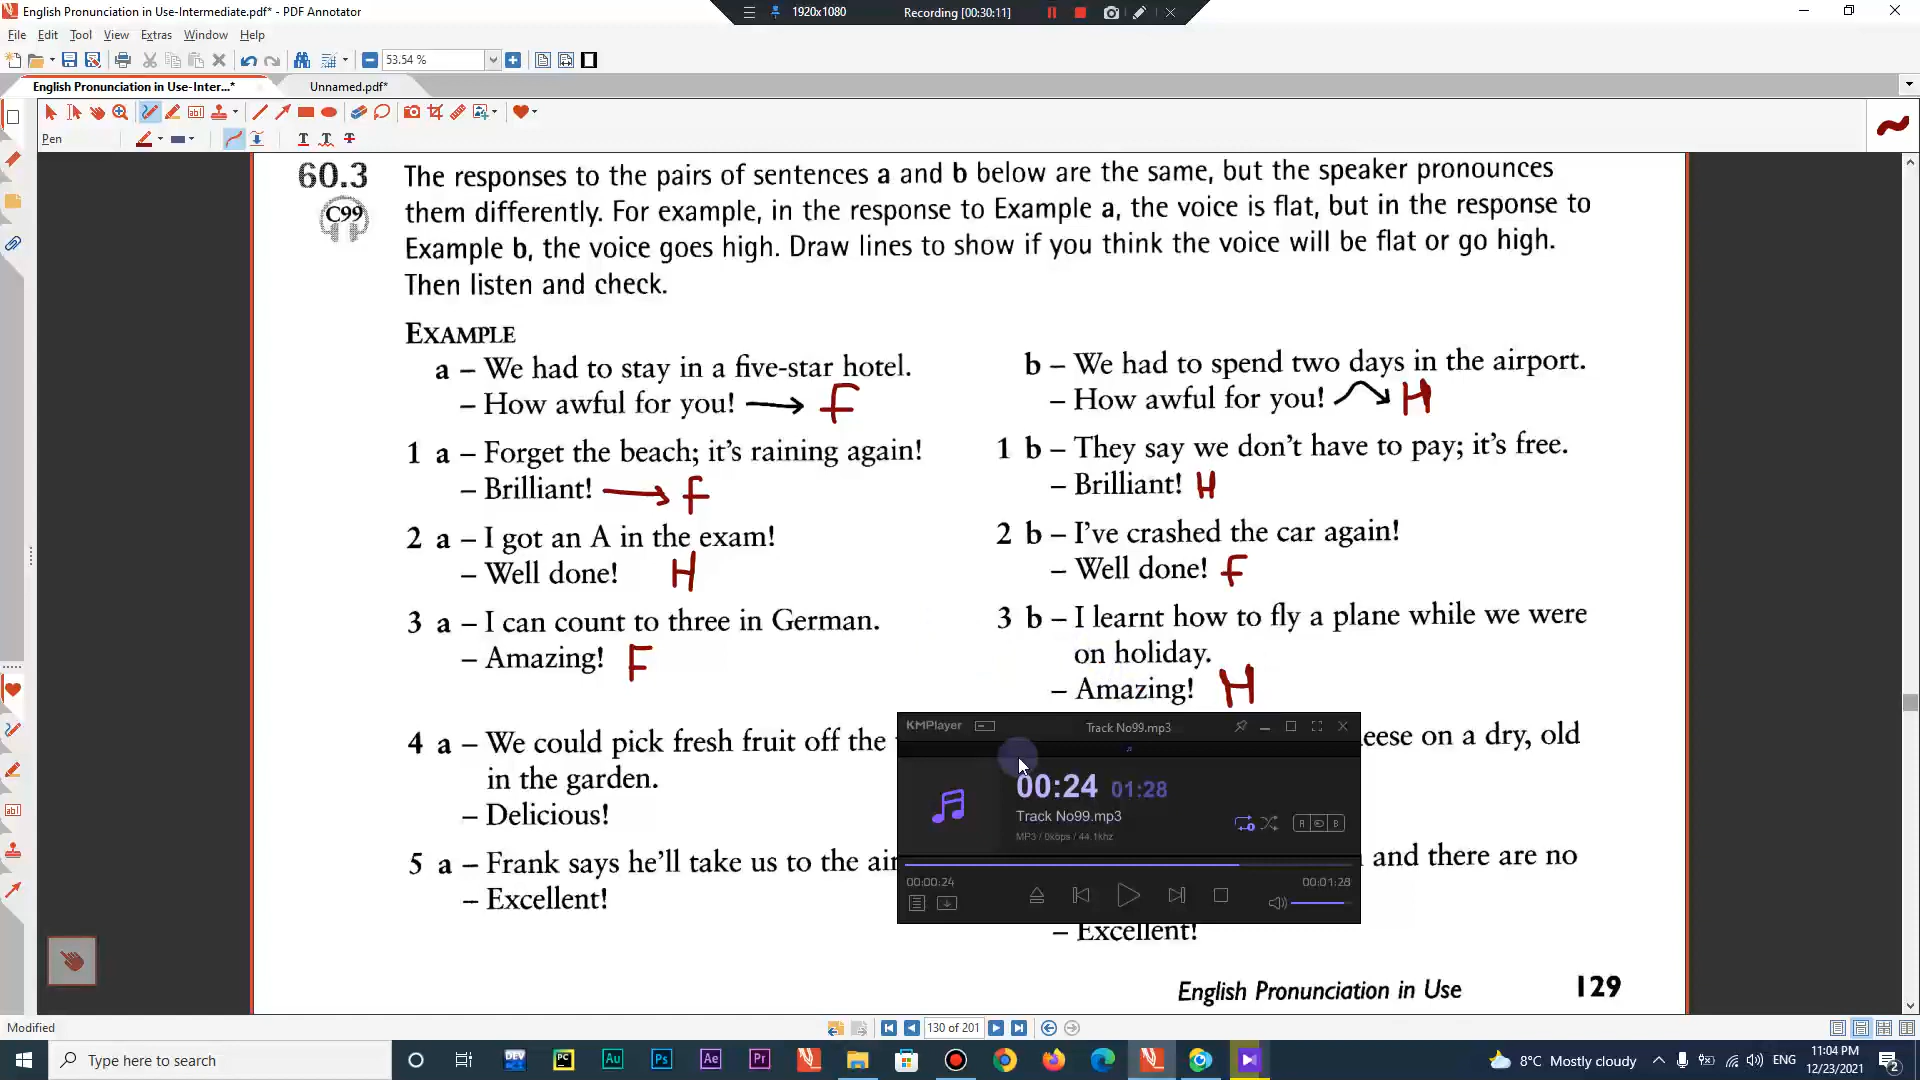 English Pronunciation in Use-Intermediate.pdf* - PDF Annotator
1920x1080
Recording [00:30:11]
File Edit Tool View Extras Window Help
53.54 %
English Pronunciation in Use-Inter...*
Unnamed.pdf*
Pen
60.3 The responses to the pairs of sentences a and b below are the same, but the speaker pronounces
C99 them differently. For example, in the response to Example a, the voice is flat, but in the response to
Example b, the voice goes high. Draw lines to show if you think the voice will be flat or go high.
Then listen and check.
EXAMPLE
a – We had to stay in a five-star hotel.
– How awful for you! F
b – We had to spend two days in the airport.
– How awful for you! H
1 a – Forget the beach; it's raining again!
– Brilliant! F
1 b – They say we don't have to pay; it's free.
– Brilliant! H
2 a – I got an A in the exam!
– Well done! H
2 b – I've crashed the car again!
– Well done! F
3 a – I can count to three in German.
– Amazing! F
3 b – I learnt how to fly a plane while we were
on holiday.
– Amazing! H
4 a – We could pick fresh fruit off the
in the garden.
– Delicious!
eese on a dry, old
5 a – Frank says he'll take us to the air
– Excellent!
and there are no
– Excellent!
KMPlayer
Track No99.mp3
00:24 01:28
Track No99.mp3
MP3 / 0kbps / 44.1khz
A B
00:00:24
00:01:28
English Pronunciation in Use 129
Modified
130 of 201
Type here to search
DEV
PC
Au
Ps
Ae
Pr
8°C Mostly cloudy
ENG
11:04 PM
12/23/2021
2